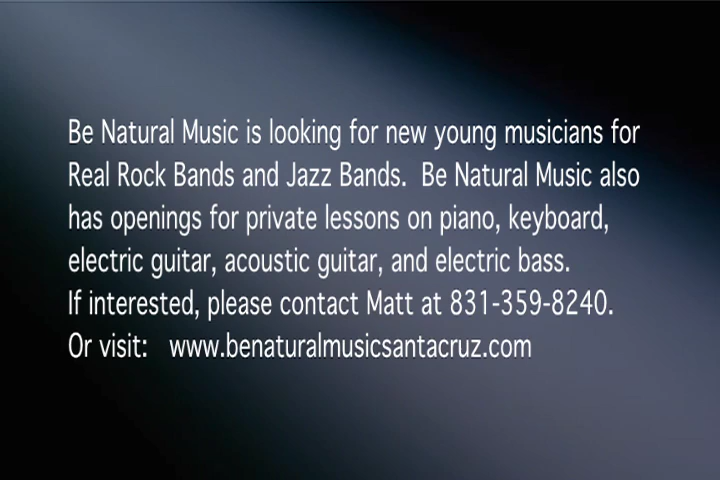 Be Natural Music is looking for new young musicians for
Real Rock Bands and Jazz Bands.  Be Natural Music also
has openings for private lessons on piano, keyboard,
electric guitar, acoustic guitar, and electric bass.
If interested, please contact Matt at 831-359-8240.
Or visit:   www.benaturalmusicsantacruz.com